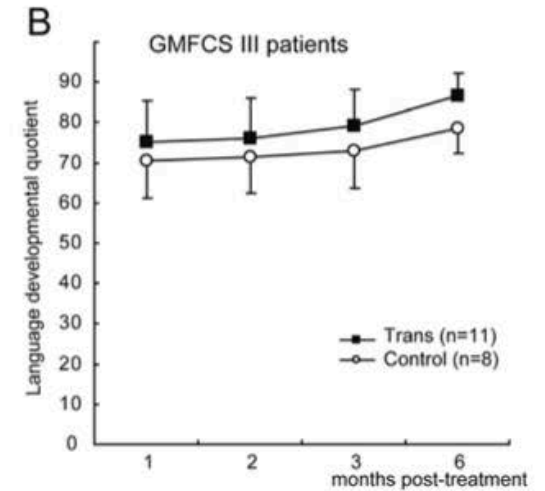 B
GMFCS III patients
Language developmental quotient
90
80
70
60
50
40
30
20
10
0
Trans (n=11)
Control (n=8)
1 2 3 6
months post-treatment